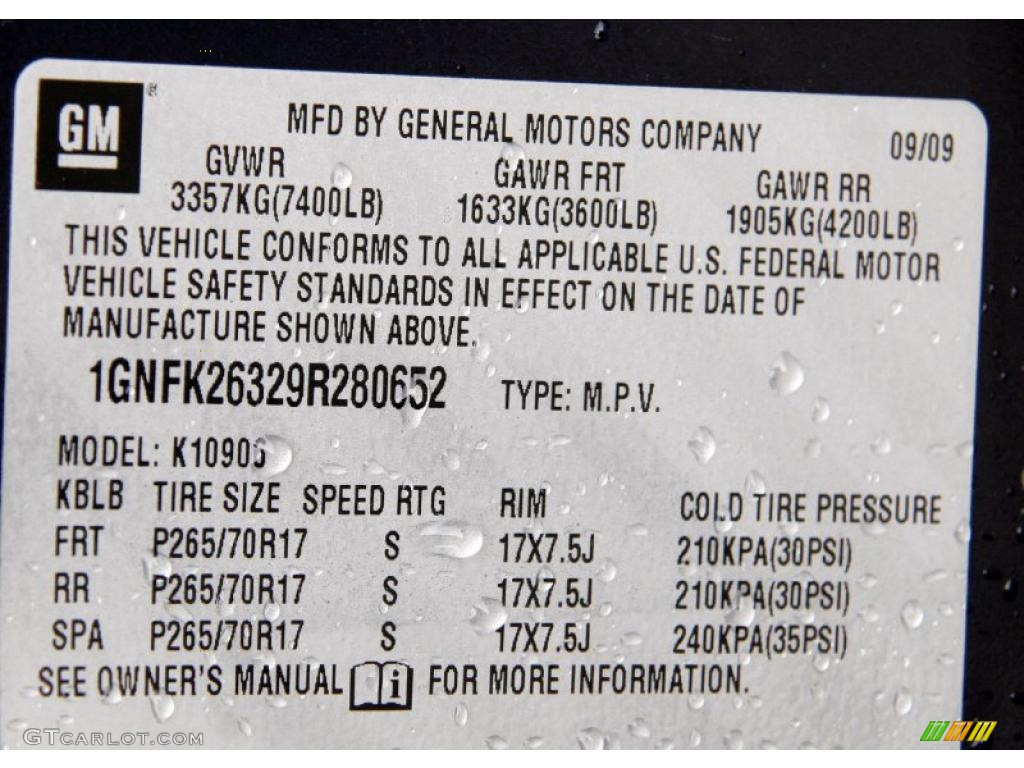 GM ®
MFD BY GENERAL MOTORS COMPANY 09/09
GVWR GAWR FRT GAWR RR
3357KG(7400LB) 1633KG(3600LB) 1905KG(4200LB)
THIS VEHICLE CONFORMS TO ALL APPLICABLE U.S. FEDERAL MOTOR
VEHICLE SAFETY STANDARDS IN EFFECT ON THE DATE OF
MANUFACTURE SHOWN ABOVE.
1GNFK26329R280652 TYPE: M.P.V.
MODEL: K10906
KBLB TIRE SIZE SPEED RTG RIM COLD TIRE PRESSURE
FRT P265/70R17 S 17X7.5J 210KPA(30PSI)
RR P265/70R17 S 17X7.5J 210KPA(30PSI)
SPA P265/70R17 S 17X7.5J 240KPA(35PSI)
SEE OWNER'S MANUAL i FOR MORE INFORMATION.
GTCARLOT.COM